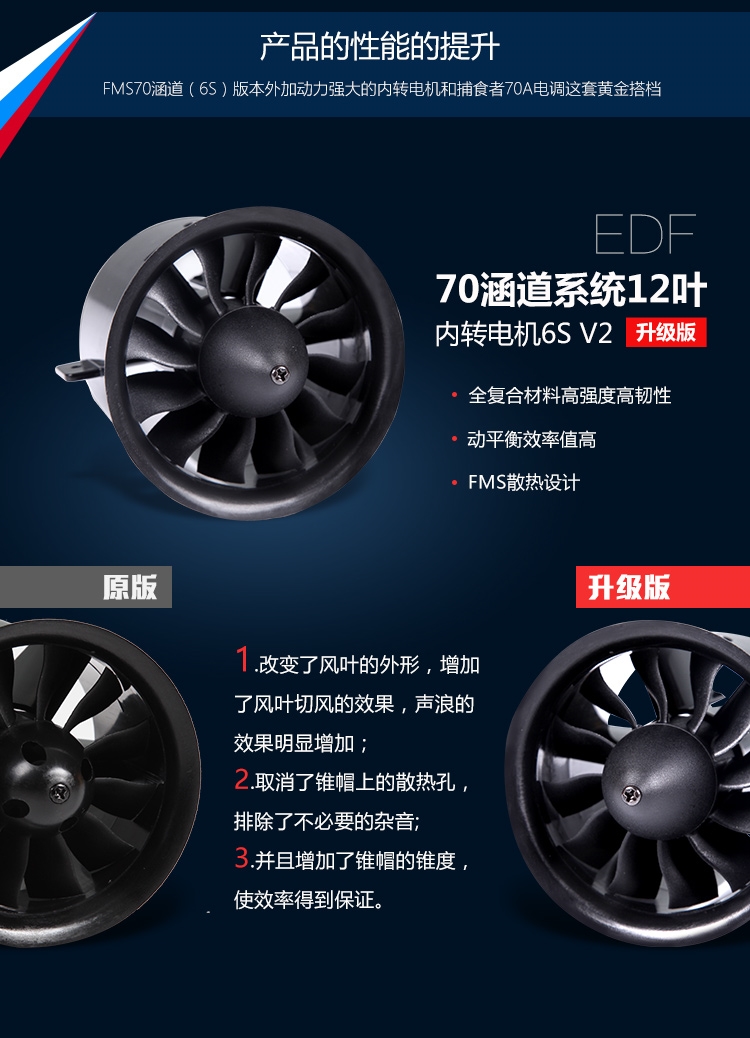 产品的性能的提升
FMS70涵道（6S）版本外加动力强大的内转电机和捕食者70A电调这套黄金搭档
EDF
70涵道系统12叶
内转电机6S V2 升级版
• 全复合材料高强度高韧性
• 动平衡效率值高
• FMS散热设计
原版
升级版
1.改变了风叶的外形，增加
了风叶切风的效果，声浪的
效果明显增加；
2.取消了锥帽上的散热孔，
排除了不必要的杂音;
3.并且增加了锥帽的锥度，
使效率得到保证。